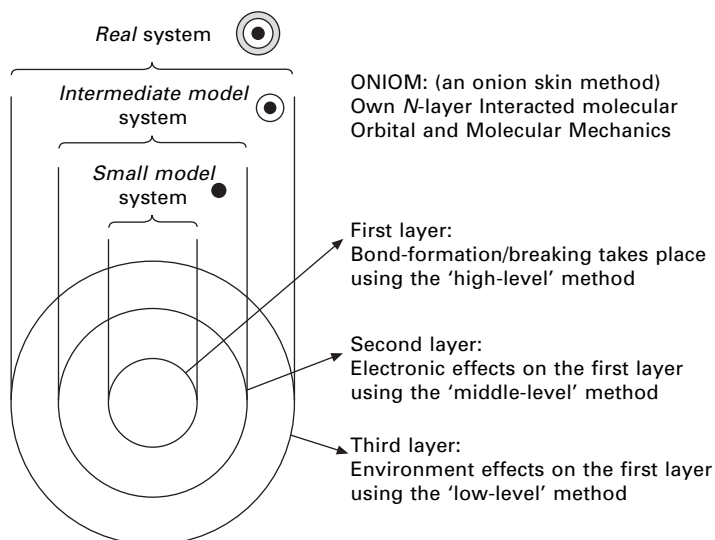 Real system
Intermediate model
system
Small model
system
ONIOM: (an onion skin method)
Own N-layer Interacted molecular
Orbital and Molecular Mechanics
First layer:
Bond-formation/breaking takes place
using the ‘high-level’ method
Second layer:
Electronic effects on the first layer
using the ‘middle-level’ method
Third layer:
Environment effects on the first layer
using the ‘low-level’ method